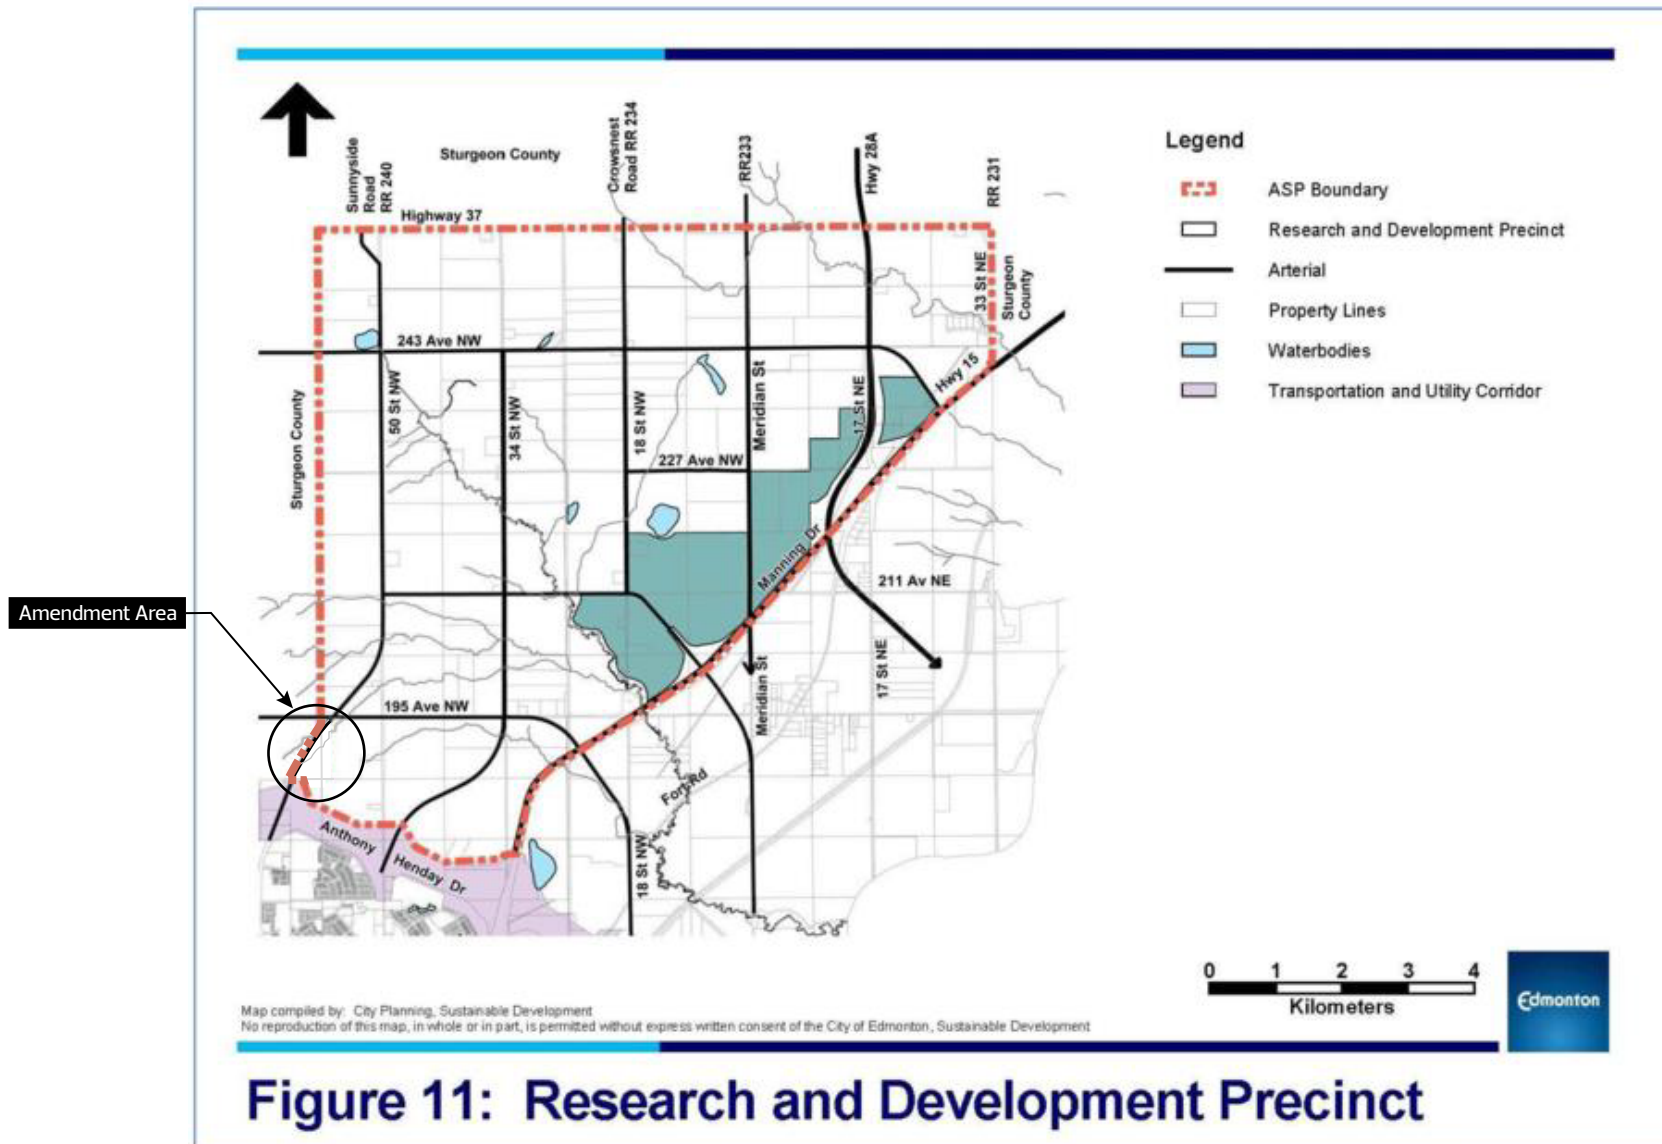 Sturgeon County
Sunnyside
Road
RR 240
Crowsnest
Road RR 234
RR233
Hwy 28A
RR 231
Highway 37
33 St NE
Sturgeon
County
243 Ave NW
Hwy 15
Sturgeon County
50 St NW
34 St NW
18 St NW
Meridian St
17 St NE
227 Ave NW
Manning Dr
211 Av NE
Amendment Area
17 St NE
Meridian St
195 Ave NW
Fort Rd
Anthony
Henday Dr
18 St NW
Legend
ASP Boundary
Research and Development Precinct
Arterial
Property Lines
Waterbodies
Transportation and Utility Corridor
0 1 2 3 4
Kilometers
Edmonton
Map compiled by: City Planning, Sustainable Development
No reproduction of this map, in whole or in part, is permitted without express written consent of the City of Edmonton, Sustainable Development
Figure 11: Research and Development Precinct